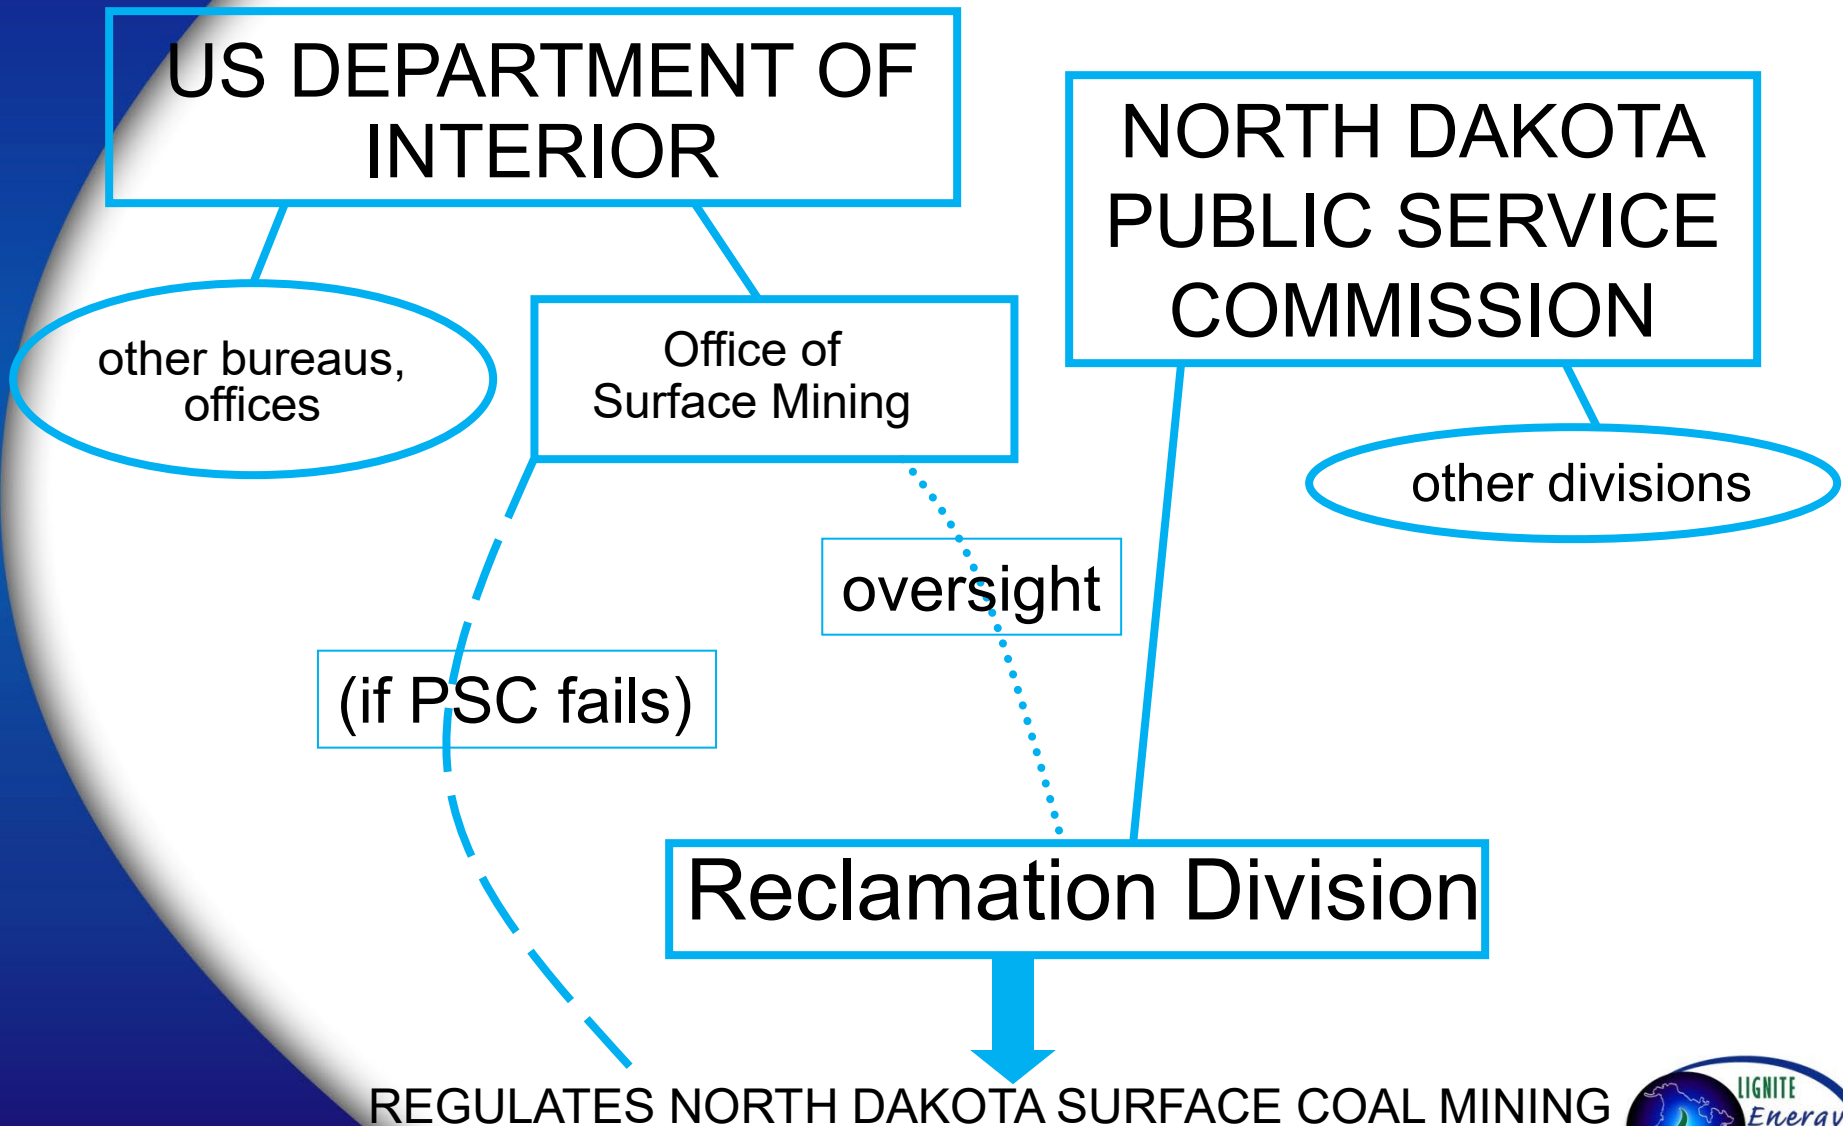 US DEPARTMENT OF
INTERIOR
NORTH DAKOTA
PUBLIC SERVICE
COMMISSION
other bureaus,
offices
Office of
Surface Mining
other divisions
oversight
(if PSC fails)
Reclamation Division
REGULATES NORTH DAKOTA SURFACE COAL MINING
LIGNITE
Energy